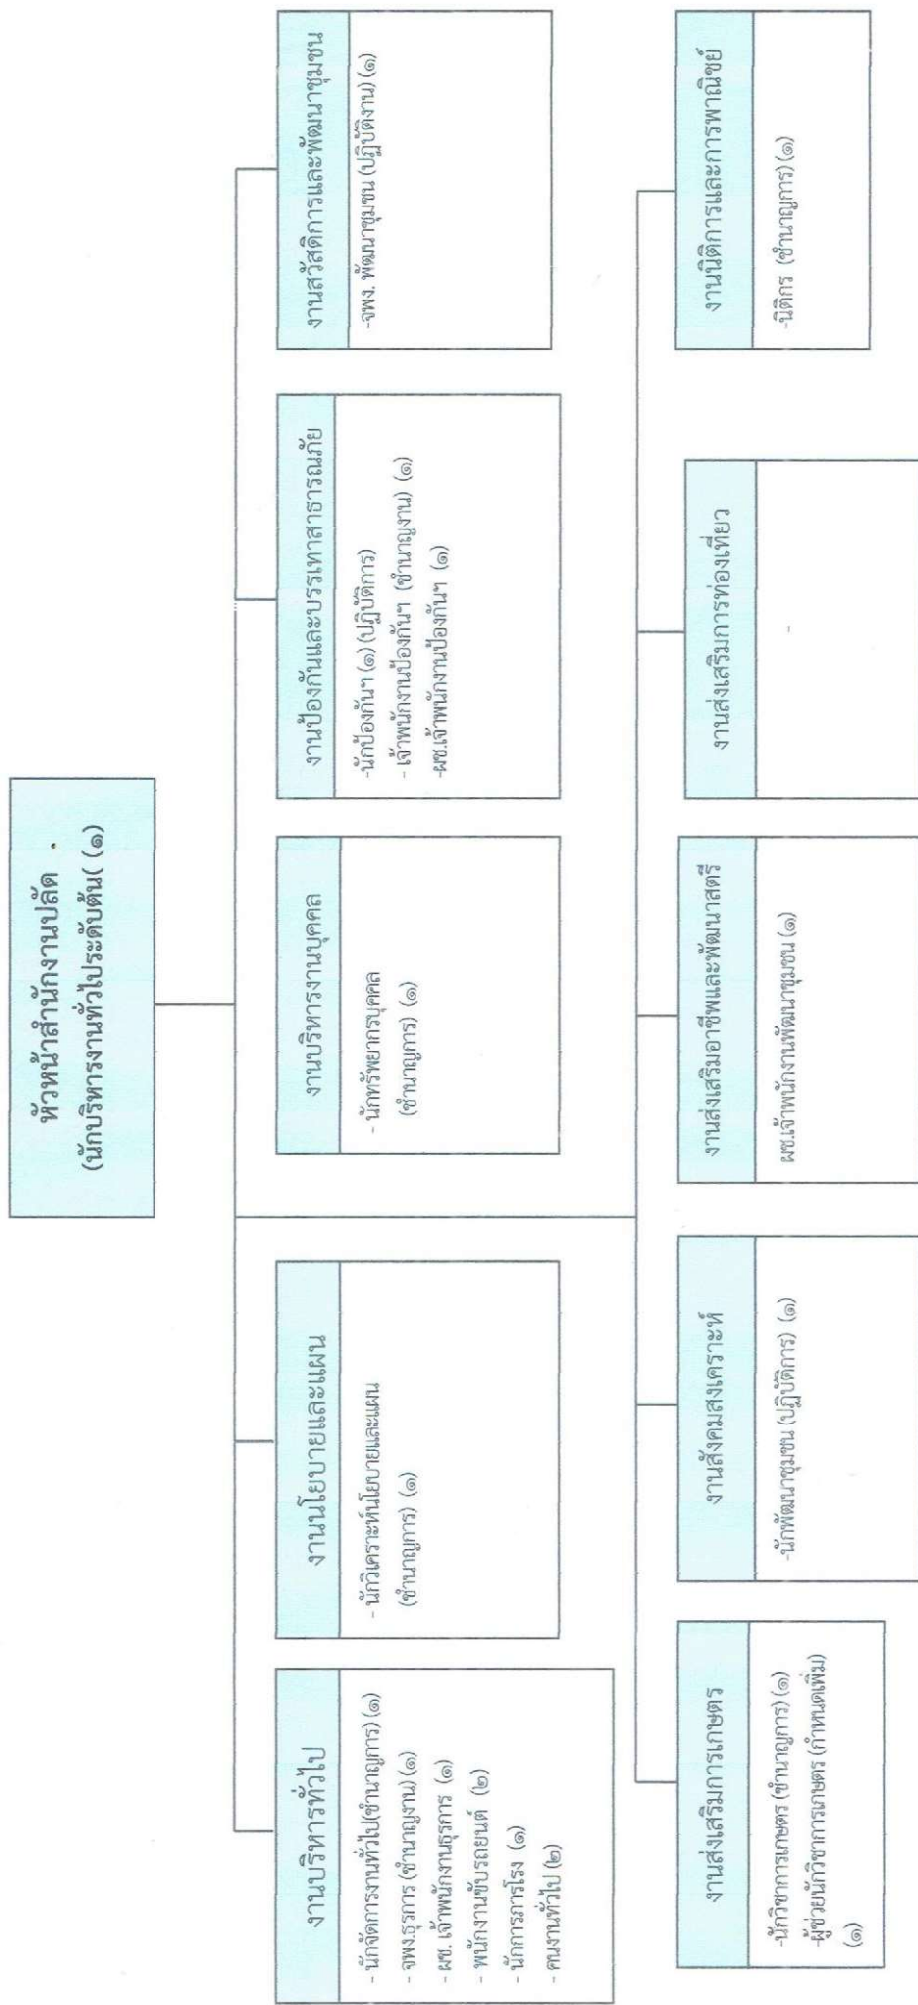 หัวหน้าสำนักงานปลัด
(นักบริหารงานทั่วไประดับต้น( (๑)
งานบริหารทั่วไป
- นักจัดการงานทั่วไป(ชำนาญการ) (๑)
- จพง.ธุรการ (ชำนาญงาน) (๑)
- ผช. เจ้าพนักงานธุรการ (๑)
- พนักงานขับรถยนต์ (๒)
- นักการภารโรง (๑)
- คนงานทั่วไป (๒)
งานนโยบายและแผน
- นักวิเคราะห์นโยบายและแผน
(ชำนาญการ) (๑)
งานบริหารงานบุคคล
- นักทรัพยากรบุคคล
(ชำนาญการ) (๑)
งานป้องกันและบรรเทาสาธารณภัย
-นักป้องกันฯ (๑) (ปฏิบัติการ)
- เจ้าพนักงานป้องกันฯ (ชำนาญงาน) (๑)
-ผช.เจ้าพนักงานป้องกันฯ (๑)
งานสวัสดิการและพัฒนาชุมชน
-จพง. พัฒนาชุมชน (ปฏิบัติงาน) (๑)
งานส่งเสริมการเกษตร
-นักวิชาการเกษตร (ชำนาญการ) (๑)
-ผู้ช่วยนักวิชาการเกษตร (กำหนดเพิ่ม)
(๑)
งานสังคมสงเคราะห์
-นักพัฒนาชุมชน (ปฏิบัติการ) (๑)
งานส่งเสริมอาชีพและพัฒนาสตรี
ผช.เจ้าพนักงานพัฒนาชุมชน (๑)
งานส่งเสริมการท่องเที่ยว
-
งานนิติการและการพาณิชย์
-นิติกร (ชำนาญการ) (๑)